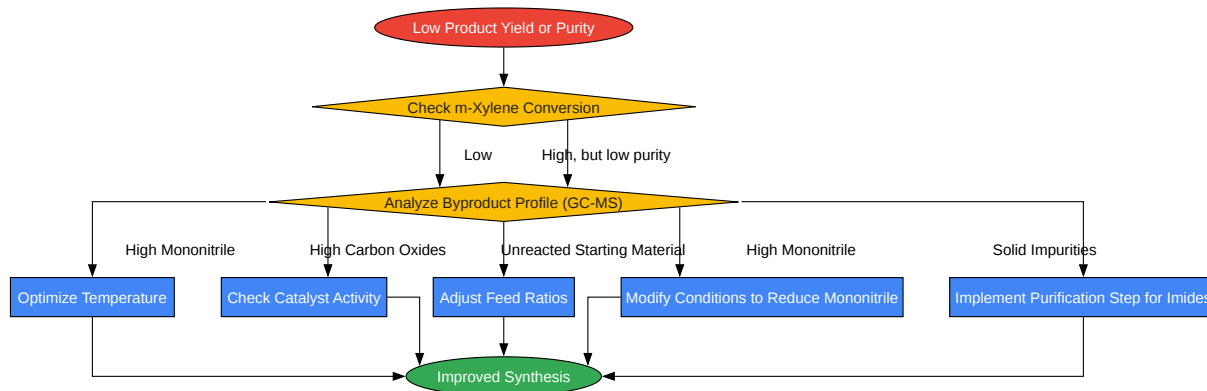 Low Product Yield or Purity
Check m-Xylene Conversion
Low
High, but low purity
Analyze Byproduct Profile (GC-MS)
High Mononitrile
High Carbon Oxides
Unreacted Starting Material
High Mononitrile
Solid Impurities
Optimize Temperature
Check Catalyst Activity
Adjust Feed Ratios
Modify Conditions to Reduce Mononitrile
Implement Purification Step for Imides
Improved Synthesis